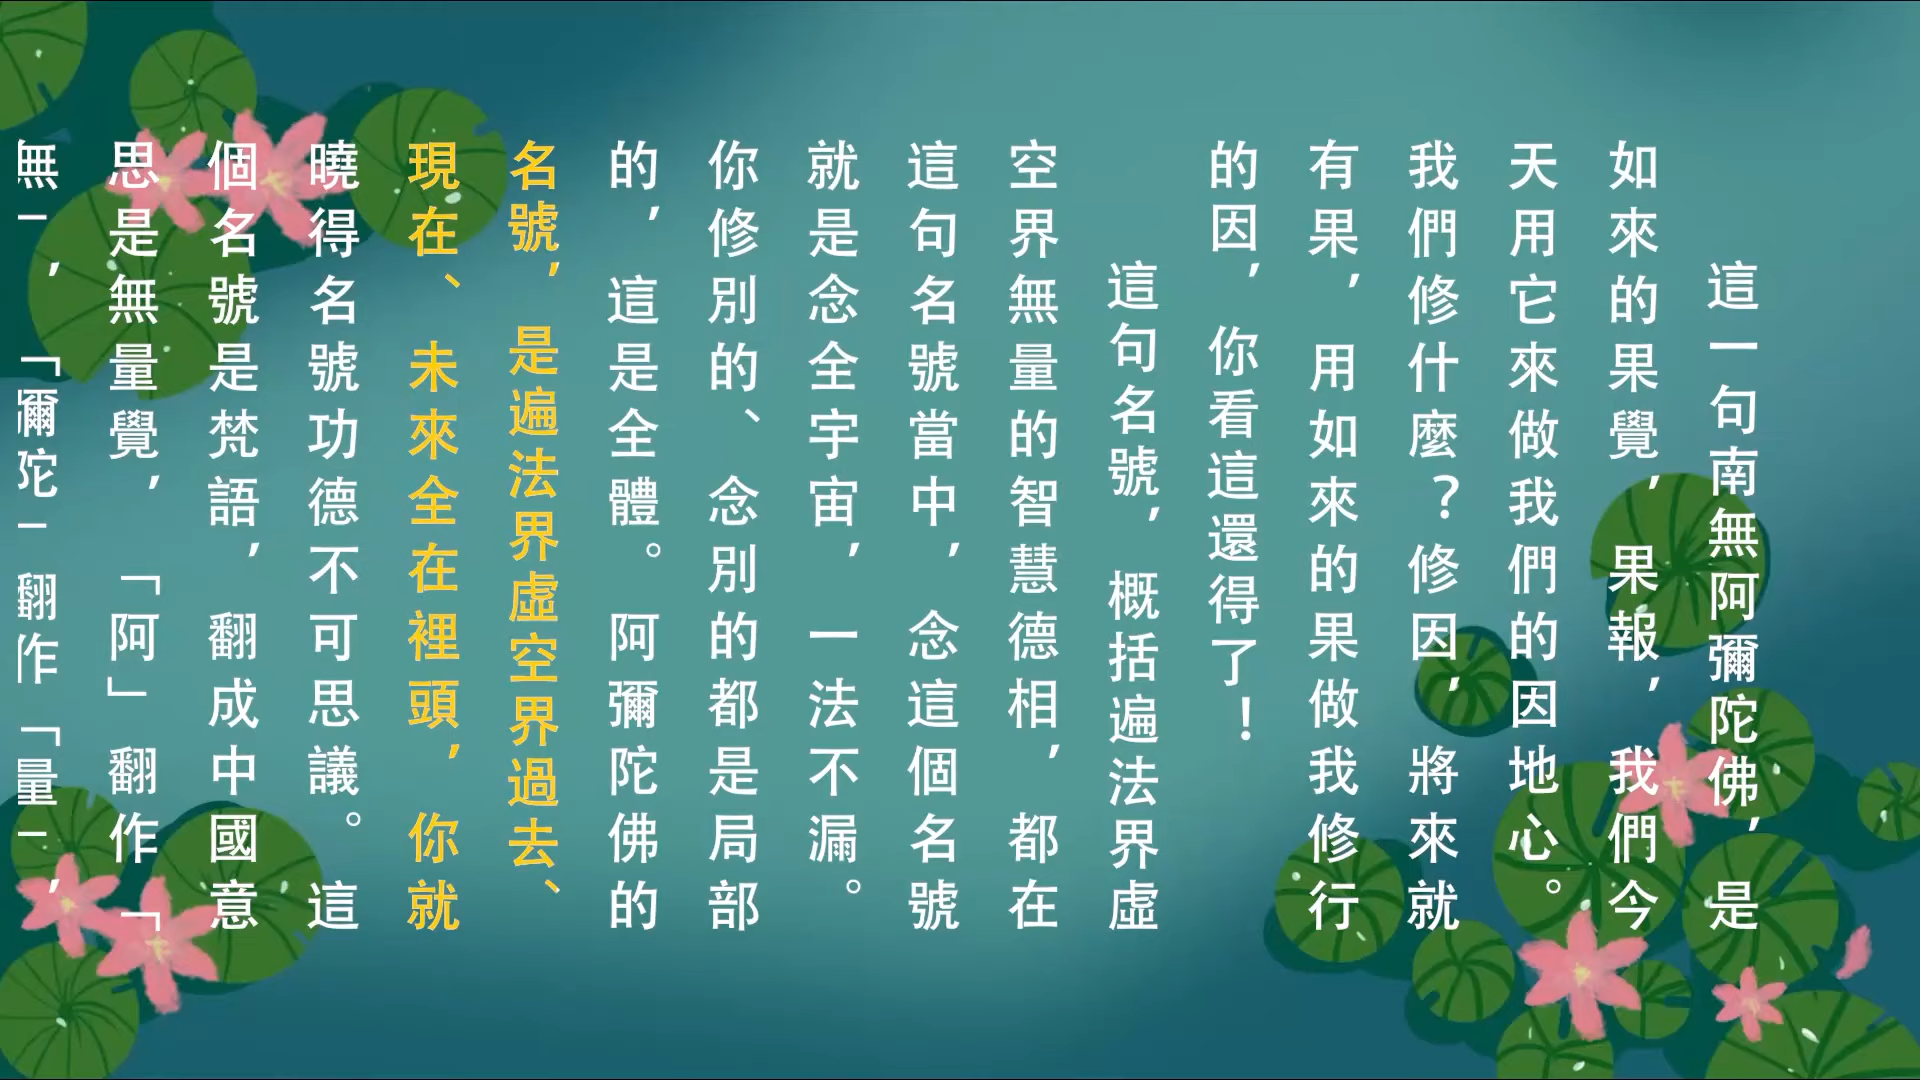 這一句南無阿彌陀佛，是
如來的果覺，果報，我們今
天用它來做我們的因地心。
我們修什麼？修因，將來就
有果，用如來的果做我修行
的因，你看這還得了！
這句名號，概括遍法界虛
空界無量的智慧德相，都在
這句名號當中，念這個名號
就是念全宇宙，一法不漏。
你修別的、念別的都是局部
的，這是全體。阿彌陀佛的
名號，是遍法界虛空界過去、
現在、未來全在裡頭，你就
曉得名號功德不可思議。這
個名號是梵語，翻成中國意
思是無量覺，「阿」翻作「
無」，「彌陀」翻作「量」，